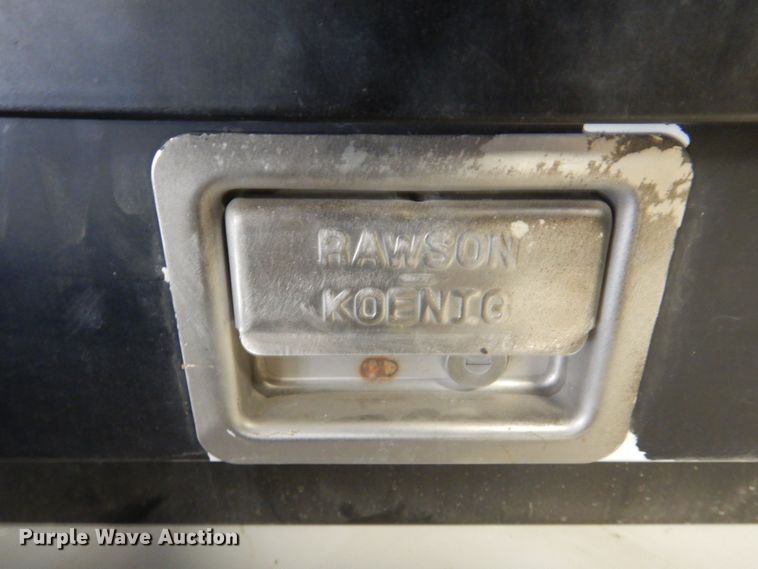 RAWSON
-
KOENIG
Purple Wave Auction